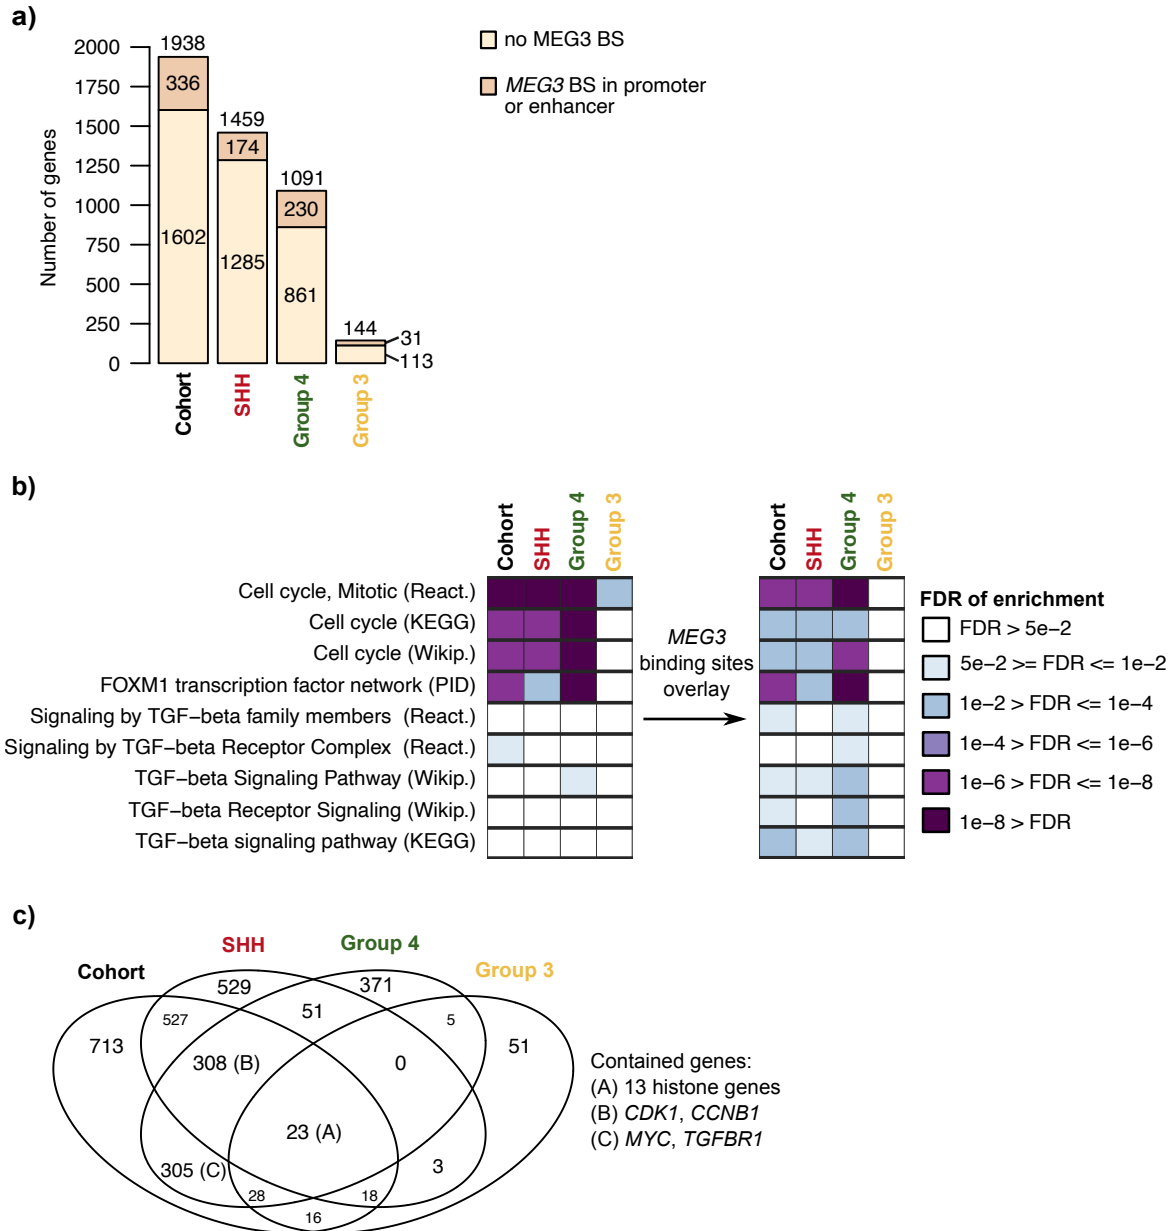 a)
2000
1750
1500
1250
1000
750
500
250
0
Number of genes
1938
336
1602
1459
174
1285
1091
230
861
144
31
113
Cohort
SHH
Group 4
Group 3
no MEG3 BS
MEG3 BS in promoter
or enhancer
b)
Cohort
SHH
Group 4
Group 3
Cohort
SHH
Group 4
Group 3
Cell cycle, Mitotic (React.)
Cell cycle (KEGG)
Cell cycle (Wikip.)
FOXM1 transcription factor network (PID)
Signaling by TGF−beta family members (React.)
Signaling by TGF−beta Receptor Complex (React.)
TGF−beta Signaling Pathway (Wikip.)
TGF−beta Receptor Signaling (Wikip.)
TGF−beta signaling pathway (KEGG)
MEG3
binding sites
overlay
FDR of enrichment
FDR > 5e−2
5e−2 >= FDR <= 1e−2
1e−2 > FDR <= 1e−4
1e−4 > FDR <= 1e−6
1e−6 > FDR <= 1e−8
1e−8 > FDR
c)
Cohort
SHH
Group 4
Group 3
713
529
371
51
527
51
5
308 (B)
0
23 (A)
305 (C)
3
28
18
16
Contained genes:
(A) 13 histone genes
(B) CDK1, CCNB1
(C) MYC, TGFBR1